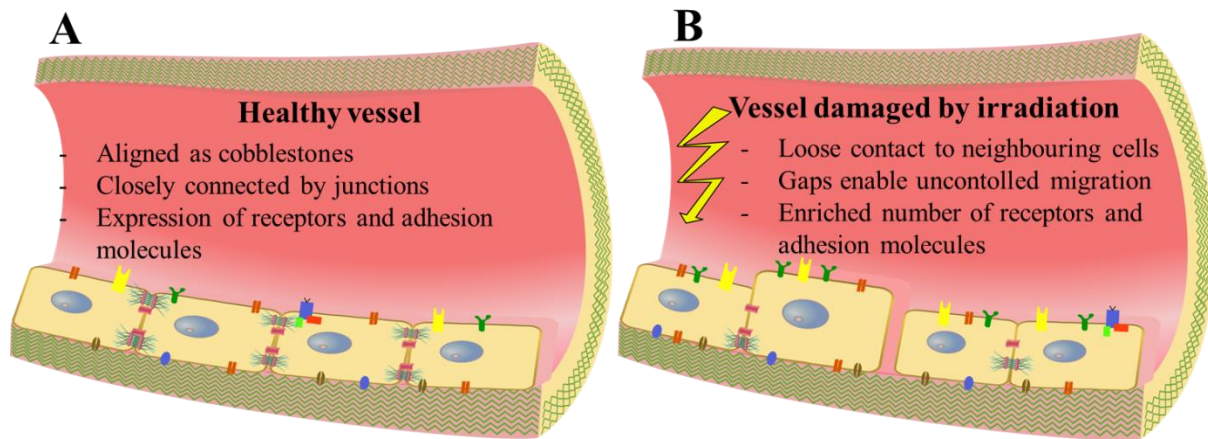 A
Healthy vessel
- Aligned as cobblestones
- Closely connected by junctions
- Expression of receptors and adhesion
molecules
B
Vessel damaged by irradiation
- Loose contact to neighbouring cells
- Gaps enable uncontolled migration
- Enriched number of receptors and
adhesion molecules